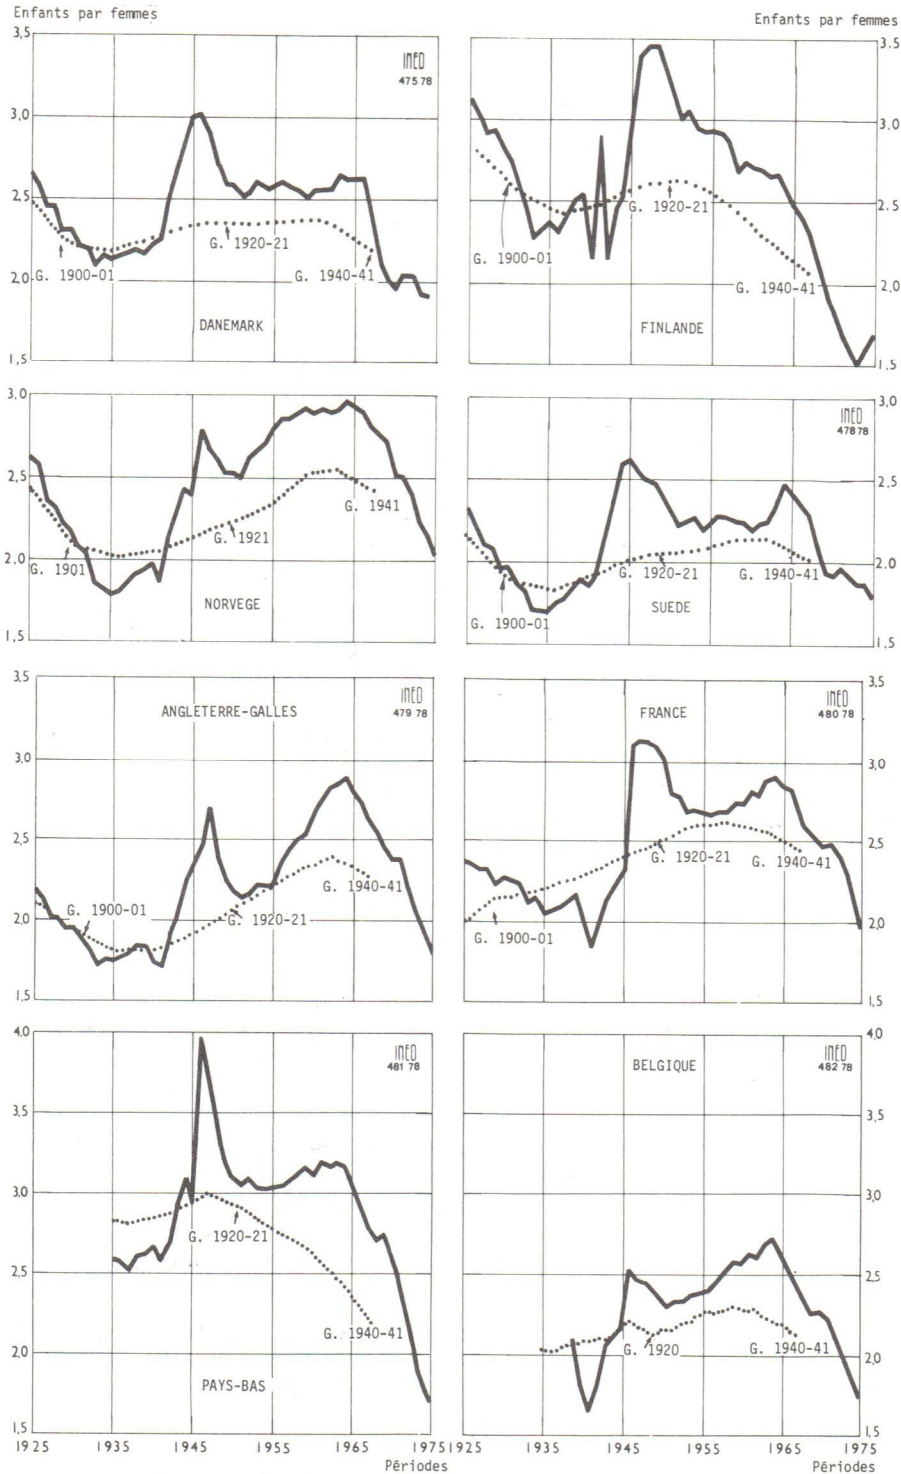 Enfants par femmes
Enfants par femmes
3,5
3,0
2,5
2,0
1,5
INED
475 78
G. 1900-01
G. 1920-21
G. 1940-41
DANEMARK
3,5
3,0
2,5
2,0
1,5
G. 1900-01
G. 1920-21
G. 1940-41
FINLANDE
3,0
2,5
2,0
1,5
G. 1901
G. 1921
G. 1941
NORVEGE
3,0
2,5
2,0
1,5
INED
478 78
G. 1900-01
G. 1920-21
G. 1940-41
SUEDE
3,5
3,0
2,5
2,0
1,5
ANGLETERRE-GALLES
INED
479 78
G. 1900-01
G. 1920-21
G. 1940-41
3,5
3,0
2,5
2,0
1,5
FRANCE
INED
480 78
G. 1900-01
G. 1920-21
G. 1940-41
4,0
3,5
3,0
2,5
2,0
1,5
INED
481 78
G. 1920-21
G. 1940-41
PAYS-BAS
4,0
3,5
3,0
2,5
2,0
1,5
BELGIQUE
INED
482 78
G. 1920
G. 1940-41
1925 1935 1945 1955 1965 1975
1925 1935 1945 1955 1965 1975
Périodes
Périodes